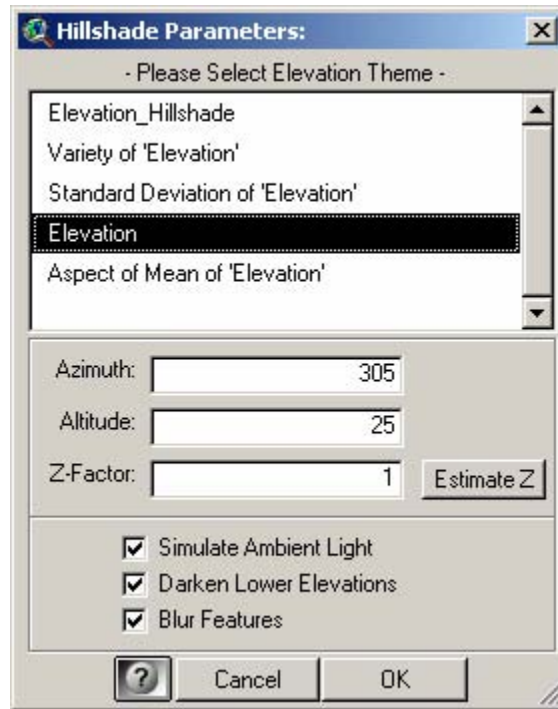 Hillshade Parameters:
- Please Select Elevation Theme -
Elevation_Hillshade
Variety of 'Elevation'
Standard Deviation of 'Elevation'
Elevation
Aspect of Mean of 'Elevation'
Azimuth: 305
Altitude: 25
Z-Factor: 1 Estimate Z
Simulate Ambient Light
Darken Lower Elevations
Blur Features
? Cancel OK